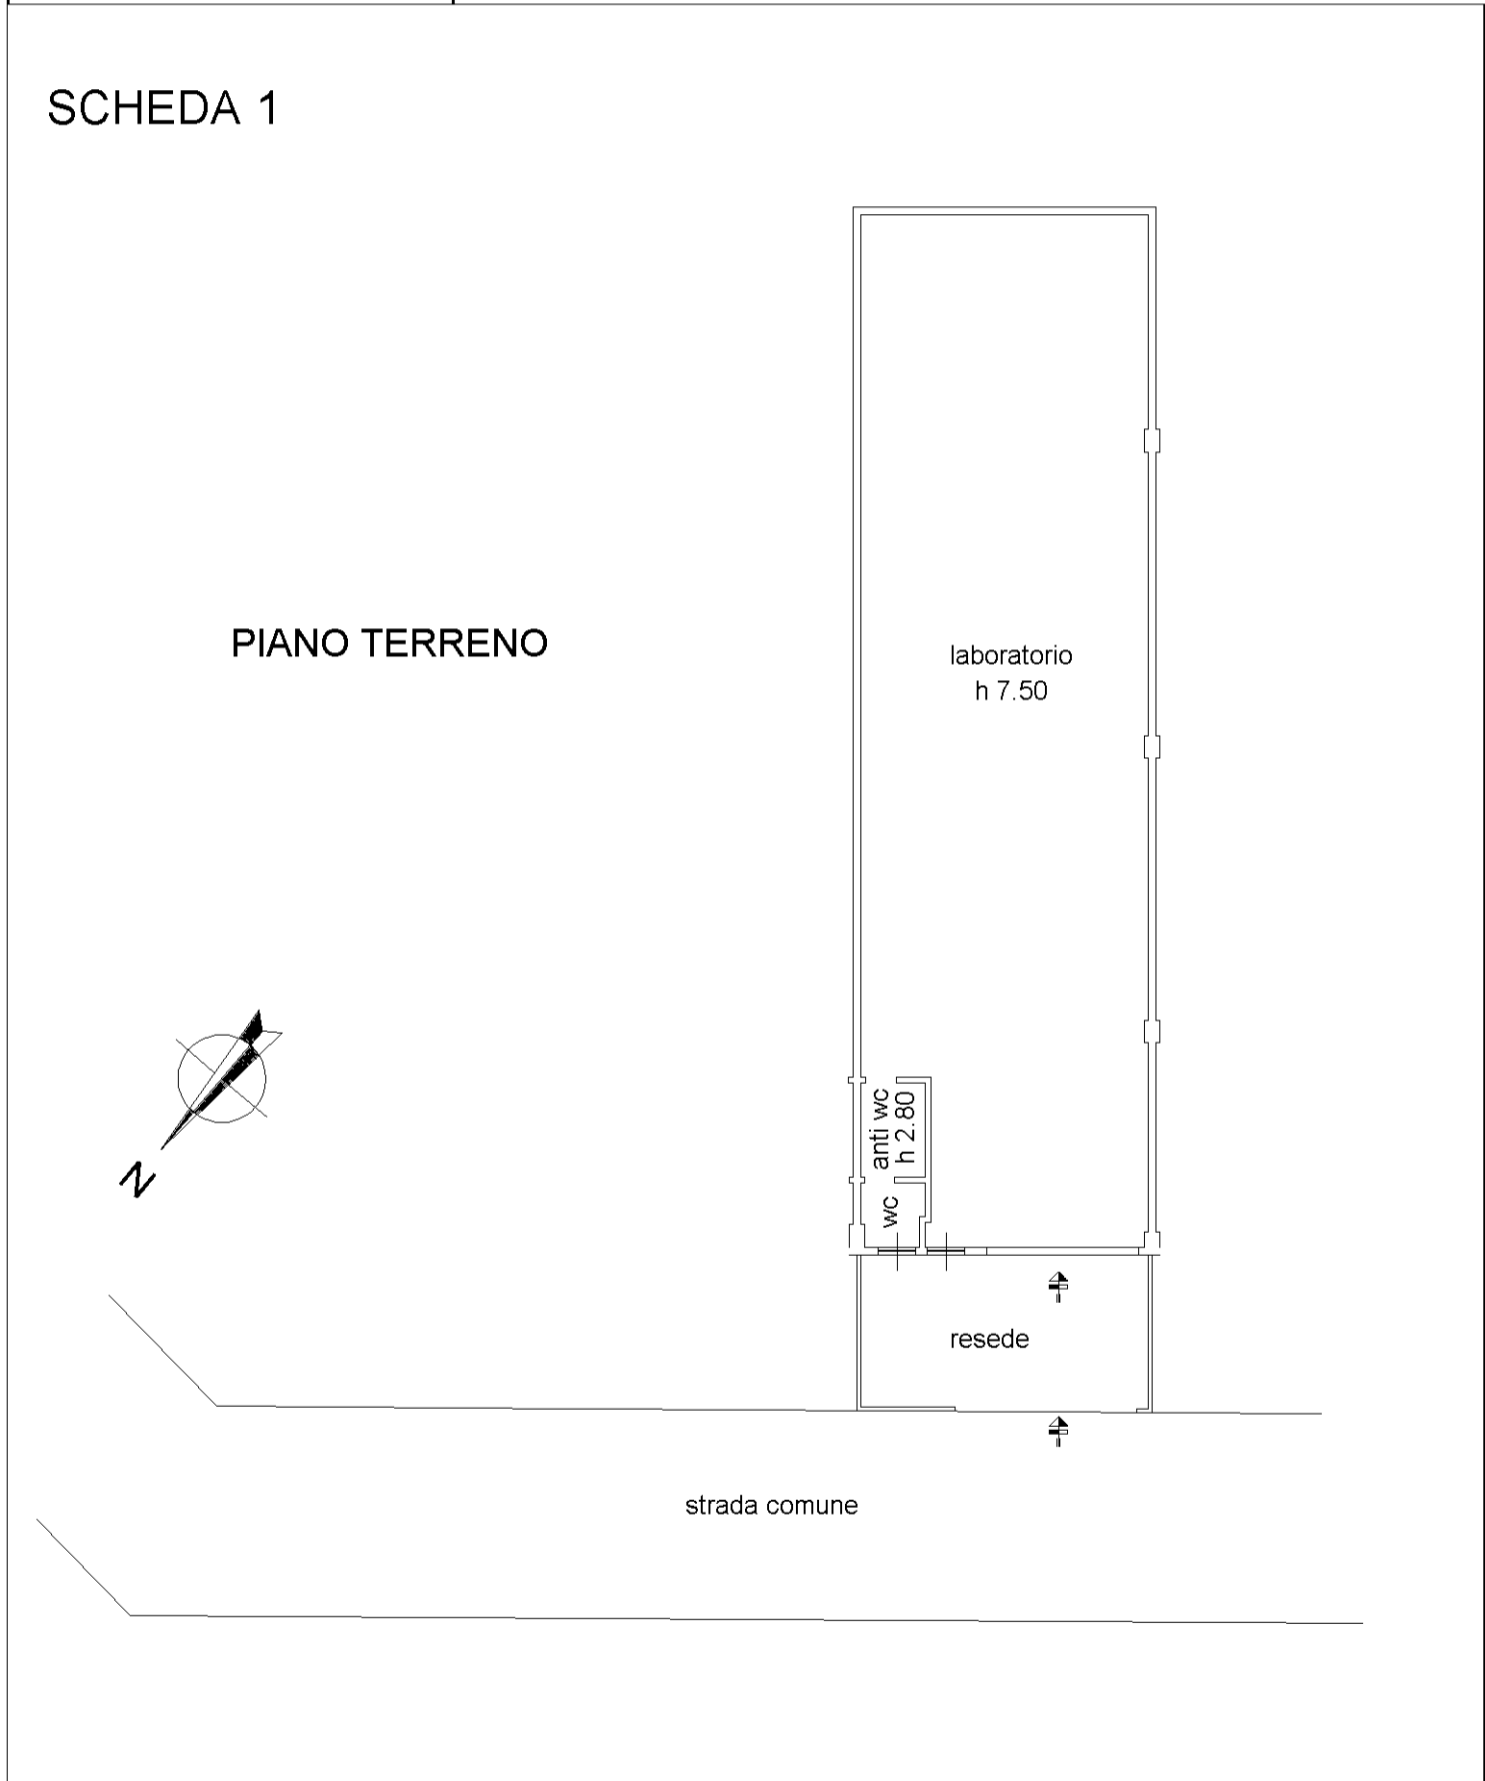 SCHEDA 1
PIANO TERRENO
laboratorio
h 7.50
N
anti wc
h 2.80
wc
resede
strada comune